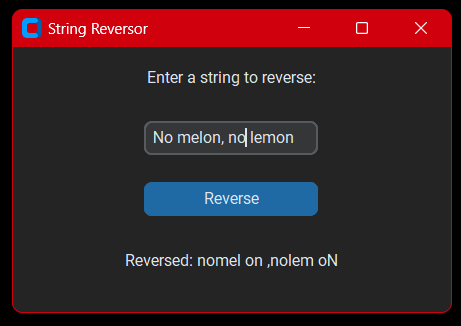 String Reversor
Enter a string to reverse:
No melon, no lemon
Reverse
Reversed: nomel on ,nolem oN